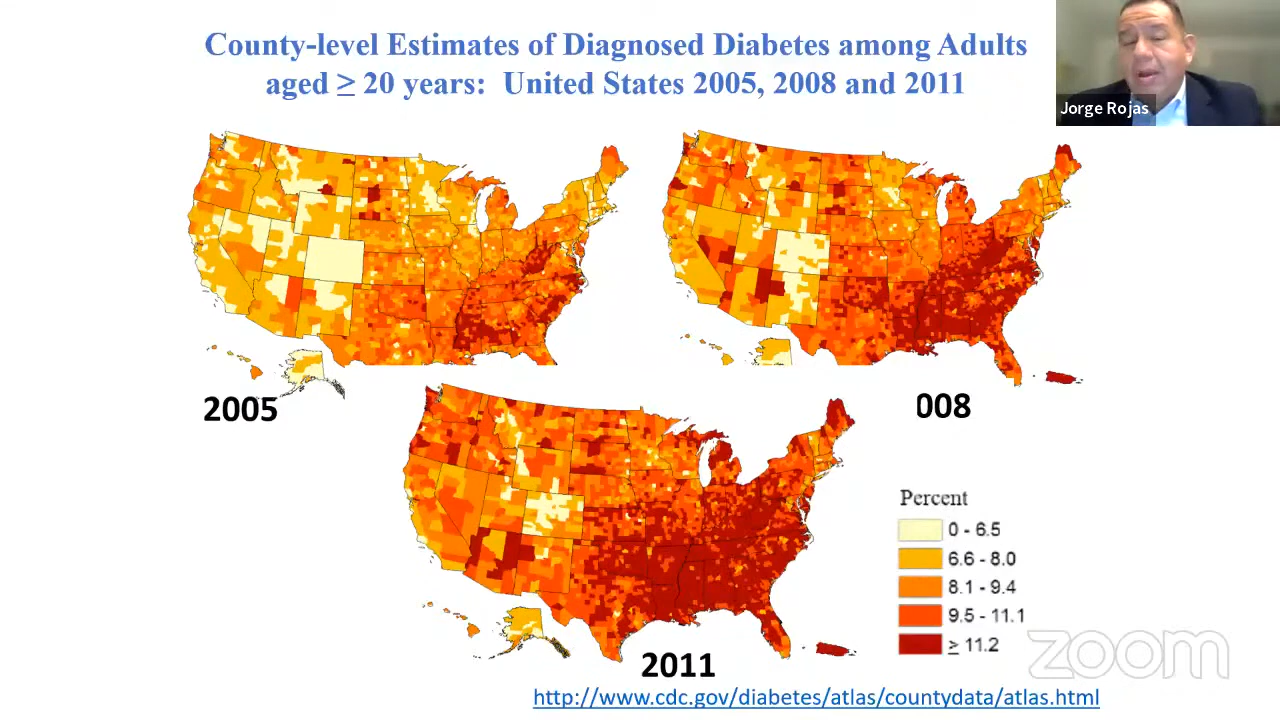 County-level Estimates of Diagnosed Diabetes among Adults
aged ≥ 20 years:  United States 2005, 2008 and 2011
Jorge Rojas
2005
008
2011
Percent
0 - 6.5
6.6 - 8.0
8.1 - 9.4
9.5 - 11.1
≥ 11.2
zoom
http://www.cdc.gov/diabetes/atlas/countydata/atlas.html